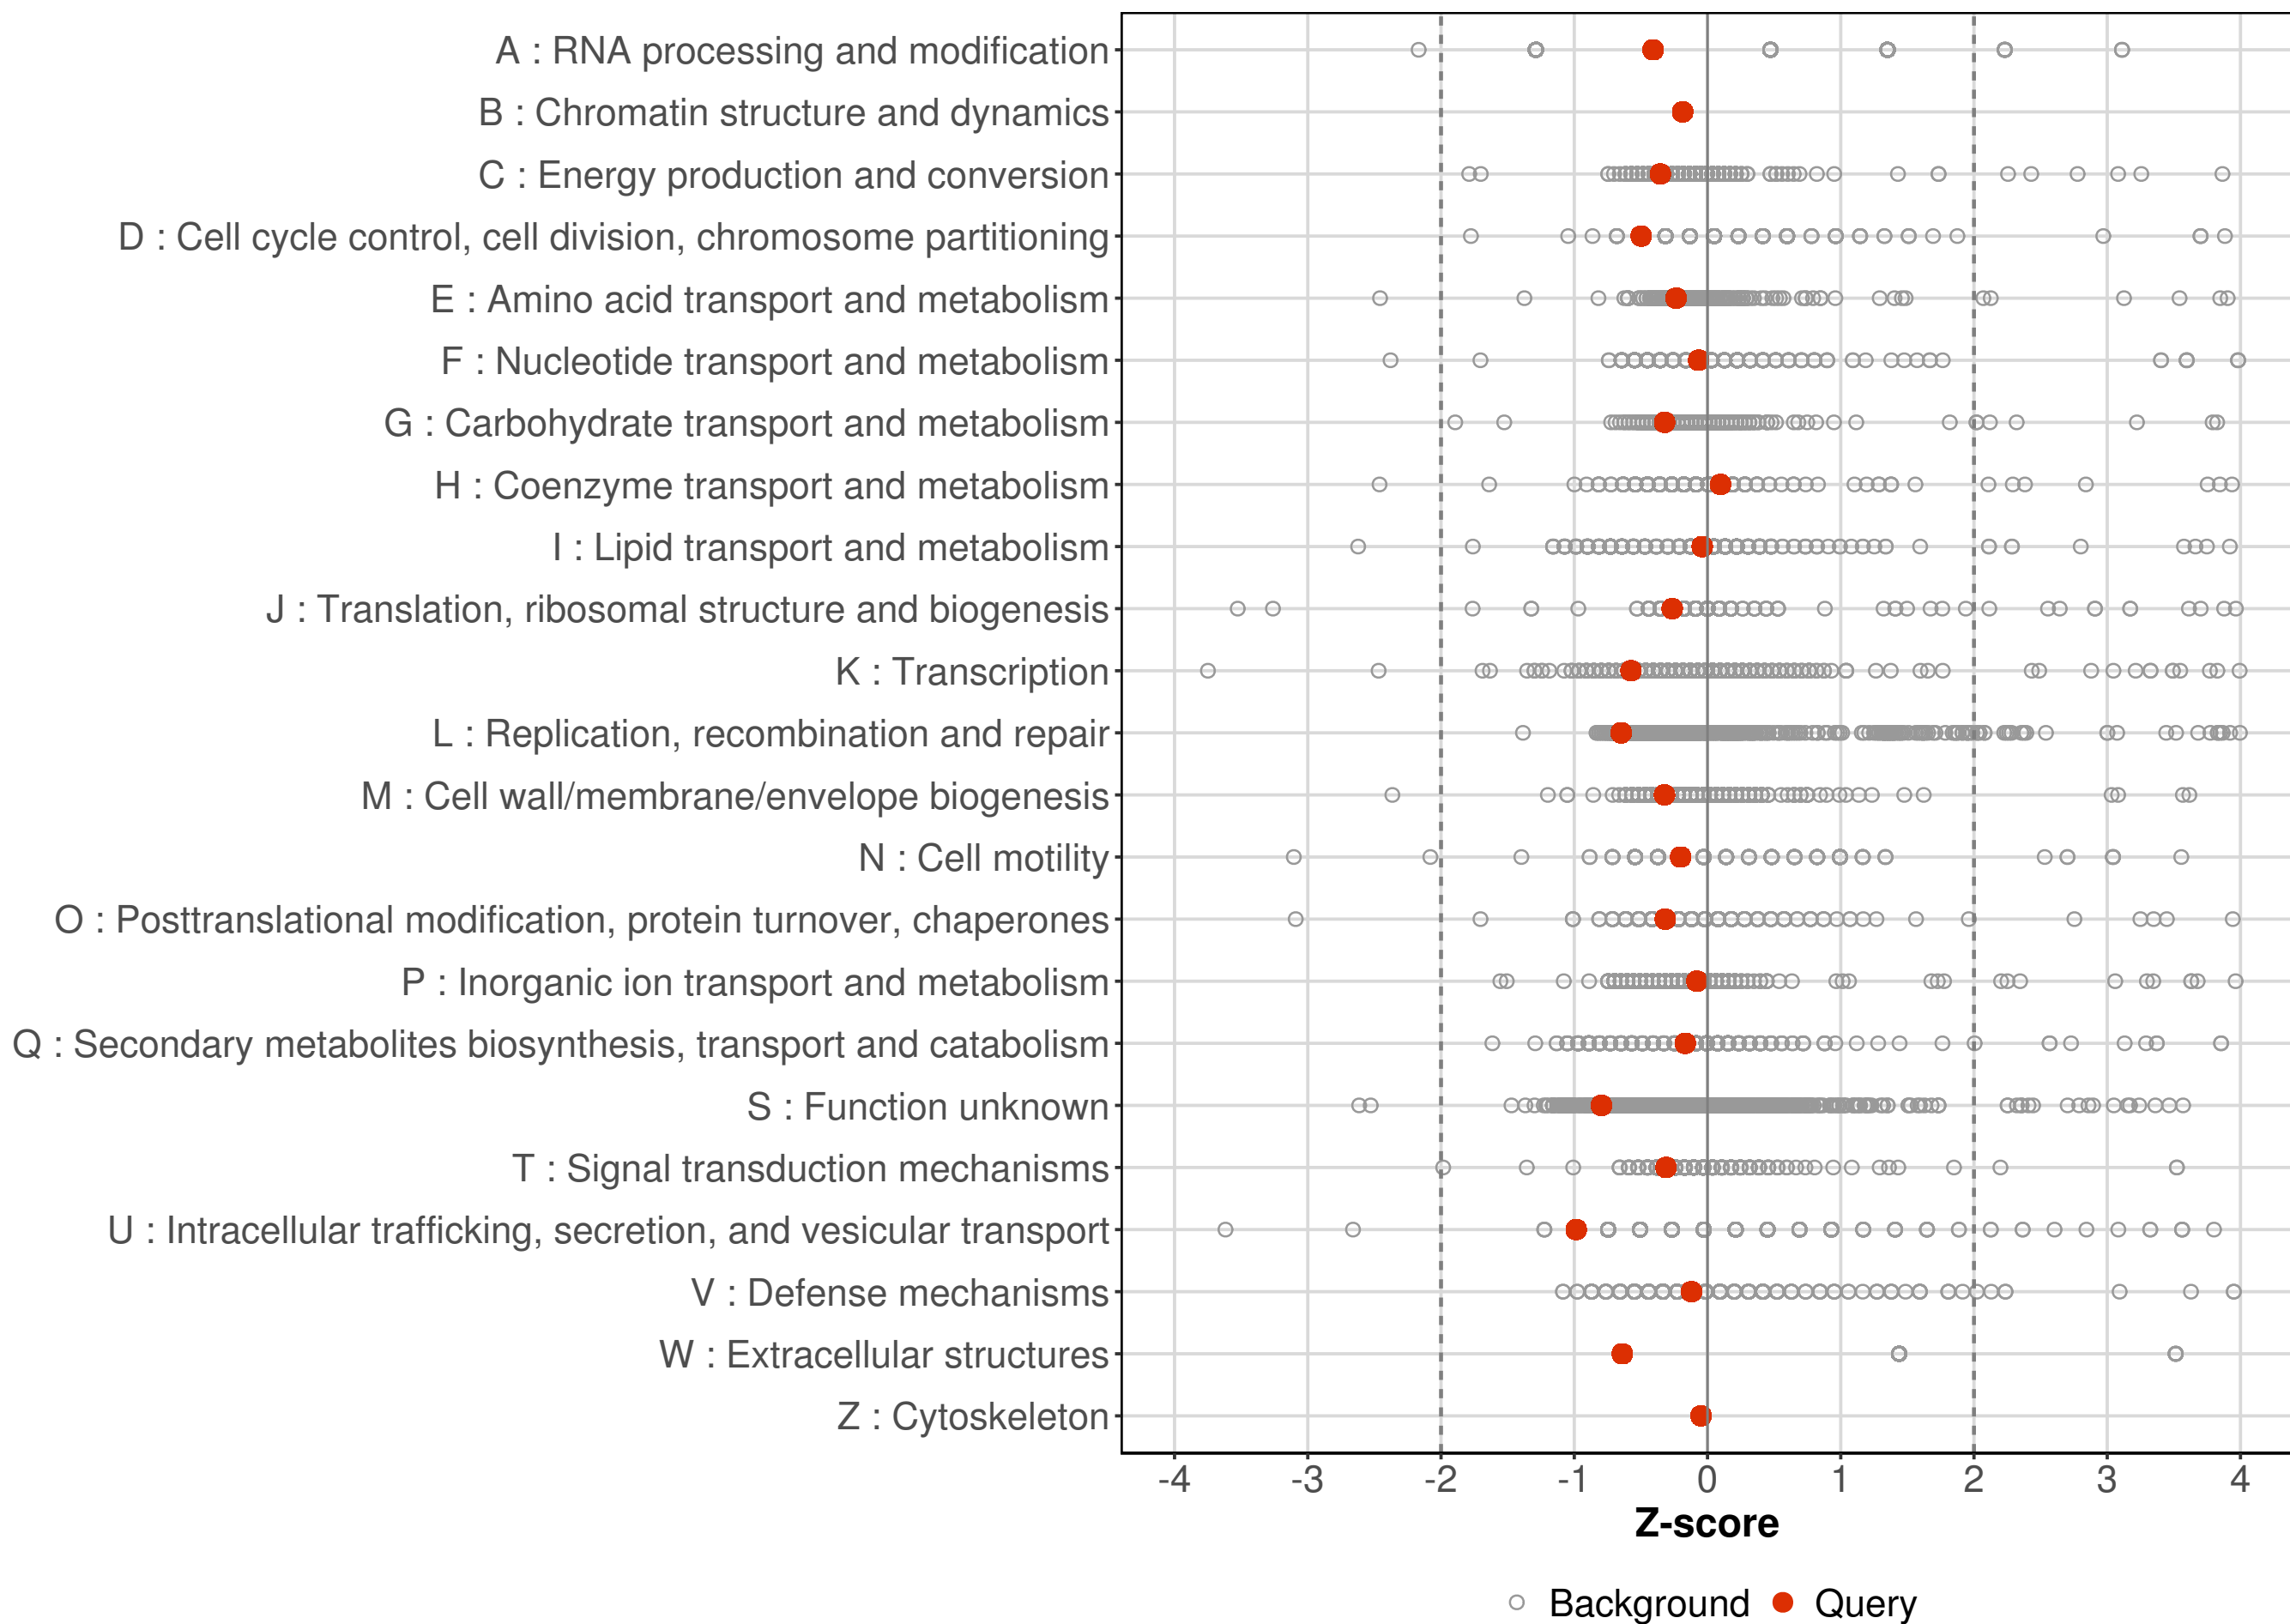 A : RNA processing and modification
B : Chromatin structure and dynamics
C : Energy production and conversion
D : Cell cycle control, cell division, chromosome partitioning
E : Amino acid transport and metabolism
F : Nucleotide transport and metabolism
G : Carbohydrate transport and metabolism
H : Coenzyme transport and metabolism
I : Lipid transport and metabolism
J : Translation, ribosomal structure and biogenesis
K : Transcription
L : Replication, recombination and repair
M : Cell wall/membrane/envelope biogenesis
N : Cell motility
O : Posttranslational modification, protein turnover, chaperones
P : Inorganic ion transport and metabolism
Q : Secondary metabolites biosynthesis, transport and catabolism
S : Function unknown
T : Signal transduction mechanisms
U : Intracellular trafficking, secretion, and vesicular transport
V : Defense mechanisms
W : Extracellular structures
Z : Cytoskeleton
-4 -3 -2 -1 0 1 2 3 4
Z-score
Background Query